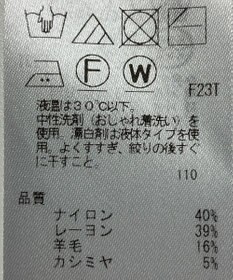 F
W
F23T
液温は30℃以下。
中性洗剤(おしゃれ着洗い)を
使用。漂白剤は液体タイプを使
用。よくすすぎ、絞りの後すぐ
に干すこと。
110
品質
ナイロン 40%
レーヨン 39%
羊毛 16%
カシミヤ 5%